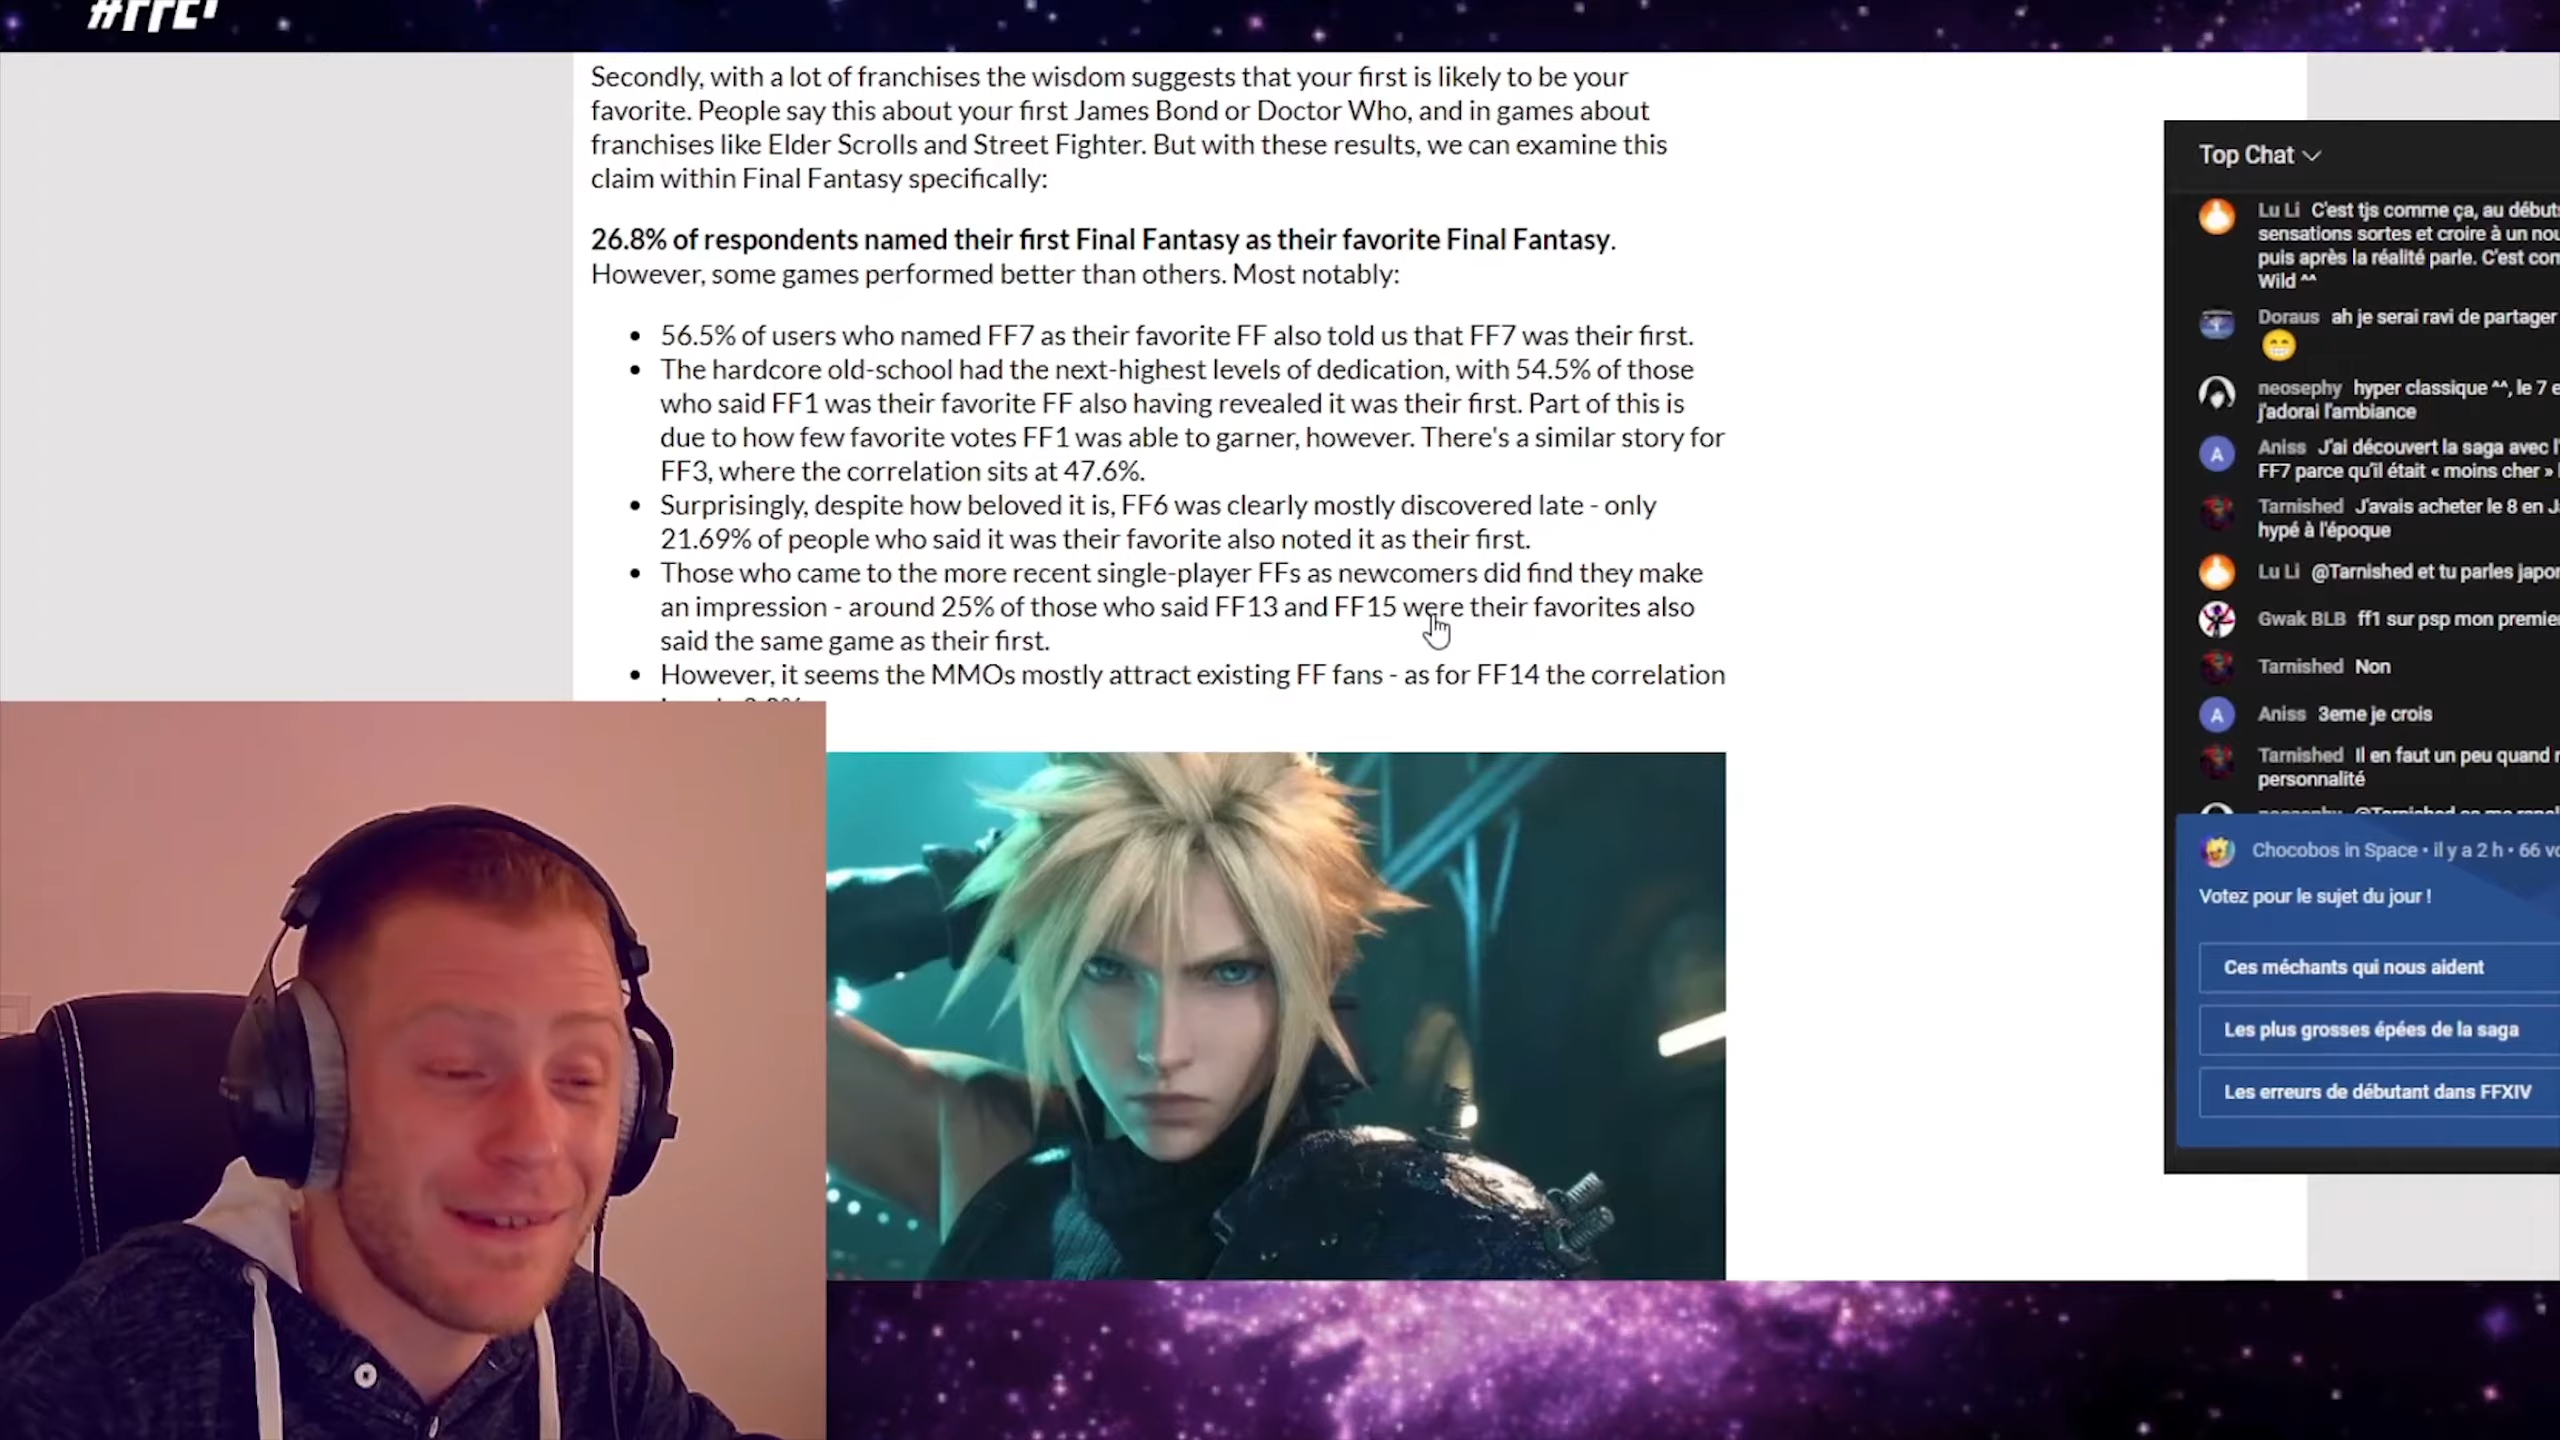 Secondly, with a lot of franchises the wisdom suggests that your first is likely to be your
favorite. People say this about your first James Bond or Doctor Who, and in games about
franchises like Elder Scrolls and Street Fighter. But with these results, we can examine this
claim within Final Fantasy specifically:
26.8% of respondents named their first Final Fantasy as their favorite Final Fantasy.
However, some games performed better than others. Most notably:
• 56.5% of users who named FF7 as their favorite FF also told us that FF7 was their first.
• The hardcore old-school had the next-highest levels of dedication, with 54.5% of those
who said FF1 was their favorite FF also having revealed it was their first. Part of this is
due to how few favorite votes FF1 was able to garner, however. There's a similar story for
FF3, where the correlation sits at 47.6%.
• Surprisingly, despite how beloved it is, FF6 was clearly mostly discovered late - only
21.69% of people who said it was their favorite also noted it as their first.
• Those who came to the more recent single-player FFs as newcomers did find they make
an impression - around 25% of those who said FF13 and FF15 were their favorites also
said the same game as their first.
• However, it seems the MMOs mostly attract existing FF fans - as for FF14 the correlation
Top Chat
Lu Li C'est tjs comme ça, au début
sensations sortes et croire à un
puis après la réalité parle. C'est
Wild ^^
Doraus ah je serai ravi de partager
😁
neosephy hyper classique ^^, le 7
j'adorai l'ambiance
A Aniss J'ai découvert la saga avec
FF7 parce qu'il était « moins cher »
Tarnished J'avais acheter le 8 en
hypé à l'époque
Lu Li @Tarnished et tu parles
Gwak BLB ff1 sur psp mon
Tarnished Non
A Aniss 3eme je crois
Tarnished Il en faut un peu quand
personnalité
Chocobos in Space • il y a 2 h • 66
Votez pour le sujet du jour !
Ces méchants qui nous aident
Les plus grosses épées de la saga
Les erreurs de débutant dans FFXIV